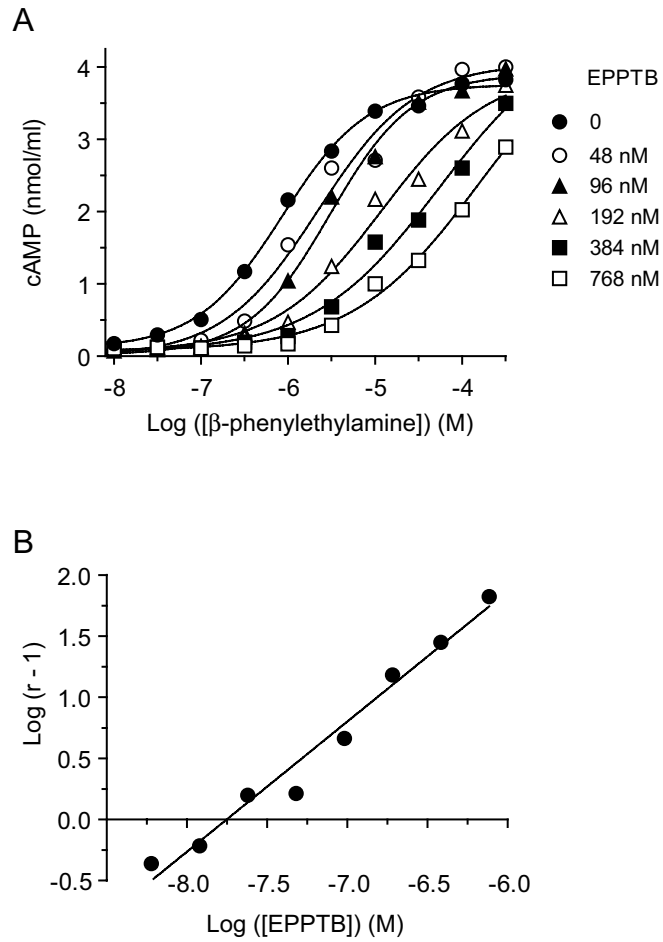 A
cAMP (nmol/ml)
4
3
2
1
0
-8 -7 -6 -5 -4
Log ([β-phenylethylamine]) (M)
EPPTB
0
48 nM
96 nM
192 nM
384 nM
768 nM
B
Log (r - 1)
2.0
1.5
1.0
0.5
0.0
-0.5
-8.0 -7.5 -7.0 -6.5 -6.0
Log ([EPPTB]) (M)